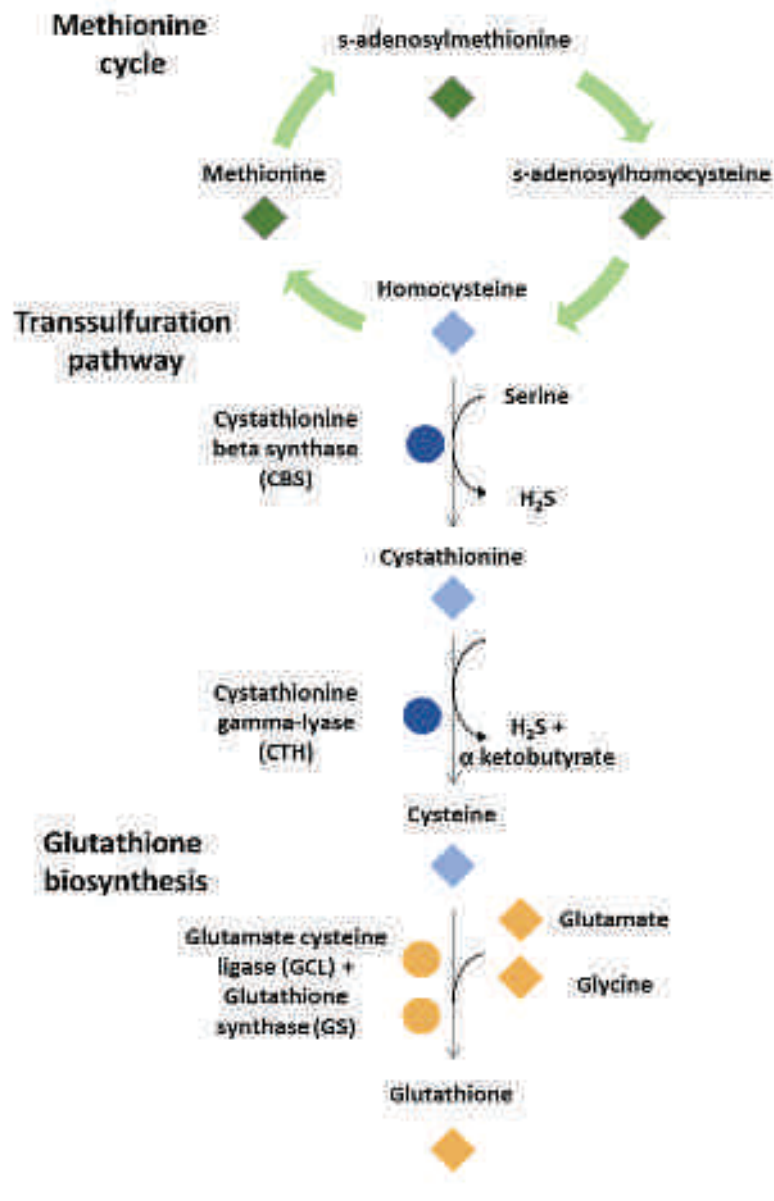 Methionine
cycle
s-adenosylmethionine
Methionine
s-adenosylhomocysteine
Homocysteine
Transsulfuration
pathway
Serine
Cystathionine
beta synthase
(CBS)
H₂S
Cystathionine
Cystathionine
gamma-lyase
(CTH)
H₂S +
α ketobutyrate
Cysteine
Glutathione
biosynthesis
Glutamate
Glutamate cysteine
ligase (GCL) +
Glutathione
synthase (GS)
Glycine
Glutathione